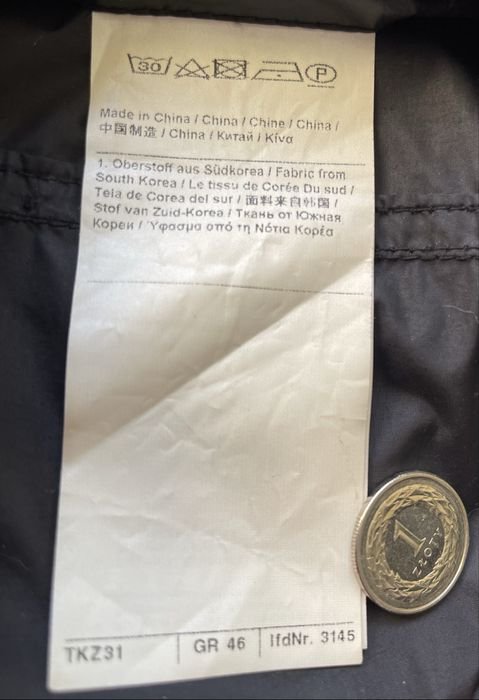 30 P
Made in China / China / Chine / China /
中国制造 / China / Китай / Κίνα
1. Oberstoff aus Südkorea / Fabric from
South Korea / Le tissu de Corée Du sud /
Tela de Corea del sur / 面料来自韩国 /
Stof van Zuid-Korea / Ткань от Южная
Кореи / Ύφασμα από τη Νότια Κορέα
1
ZŁOTY
TKZ31 GR 46 lfdNr. 3145